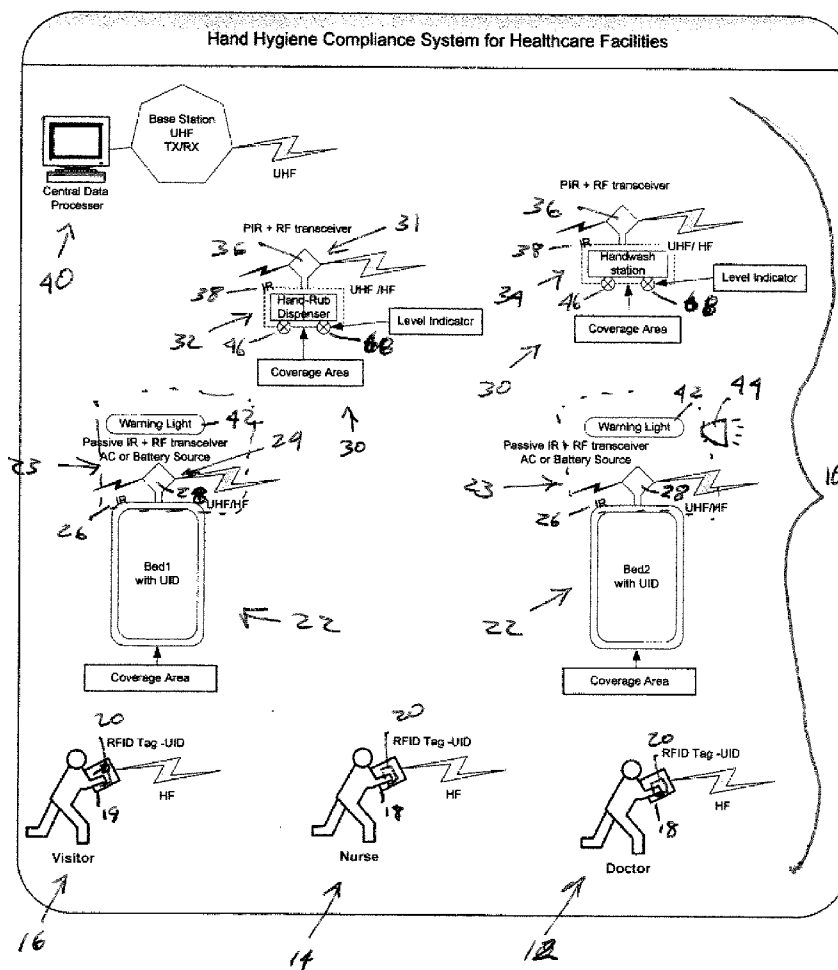 Hand Hygiene Compliance System for Healthcare Facilities
Base Station
UHF
TX/RX
UHF
Central Data
Processer
40
PIR + RF transceiver
36
31
38
IR
UHF /HF
Hand-Rub
Dispenser
32
46
68
Level Indicator
Coverage Area
30
PIR + RF transceiver
36
38
IR
UHF/ HF
Handwash
station
34
46
68
Level Indicator
Coverage Area
30
10
Warning Light
42
Passive IR + RF transceiver
AC or Battery Source
24
23
28
26
IR
UHF/HF
Bed1
with UID
22
Coverage Area
Warning Light
42
44
Passive IR + RF transceiver
AC or Battery Source
23
28
26
IR
UHF/HF
Bed2
with UID
22
Coverage Area
20
RFID Tag -UID
HF
19
Visitor
16
20
RFID Tag -UID
HF
18
Nurse
14
20
RFID Tag -UID
HF
18
Doctor
12